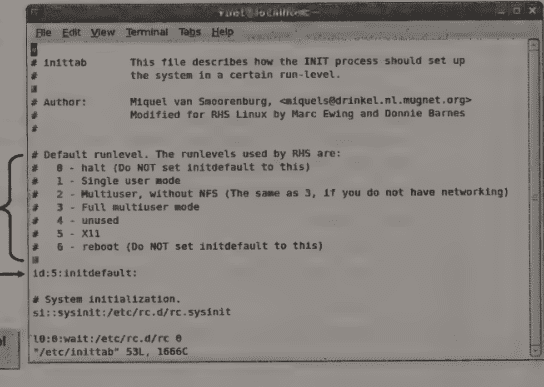 File Edit View Terminal Tabs Help
#
# inittab This file describes how the INIT process should set up
# the system in a certain run-level.
#
# Author: Miquel van Smoorenburg, <miquels@drinkel.nl.mugnet.org>
# Modified for RHS Linux by Marc Ewing and Donnie Barnes
#
# Default runlevel. The runlevels used by RHS are:
# 0 - halt (Do NOT set initdefault to this)
# 1 - Single user mode
# 2 - Multiuser, without NFS (The same as 3, if you do not have networking)
# 3 - Full multiuser mode
# 4 - unused
# 5 - X11
# 6 - reboot (Do NOT set initdefault to this)
#
id:5:initdefault:
# System initialization.
si::sysinit:/etc/rc.d/rc.sysinit
l0:0:wait:/etc/rc.d/rc 0
"/etc/inittab" 53L, 1666C